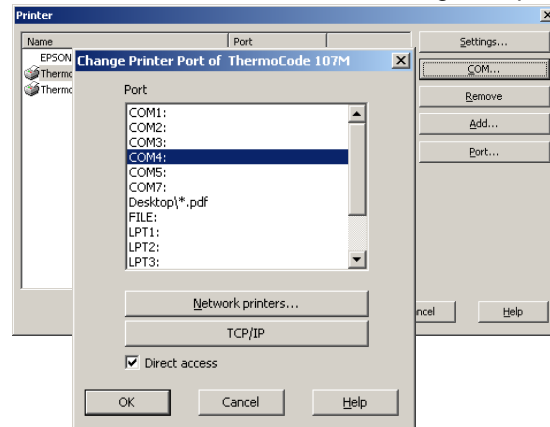 Printer
Name Port
EPSON
Thermo
Thermo
Settings...
COM...
Remove
Add...
Port...
Help
Change Printer Port of ThermoCode 107M
Port
COM1:
COM2:
COM3:
COM4:
COM5:
COM7:
Desktop\*.pdf
FILE:
LPT1:
LPT2:
LPT3:
Network printers...
TCP/IP
Direct access
OK Cancel Help